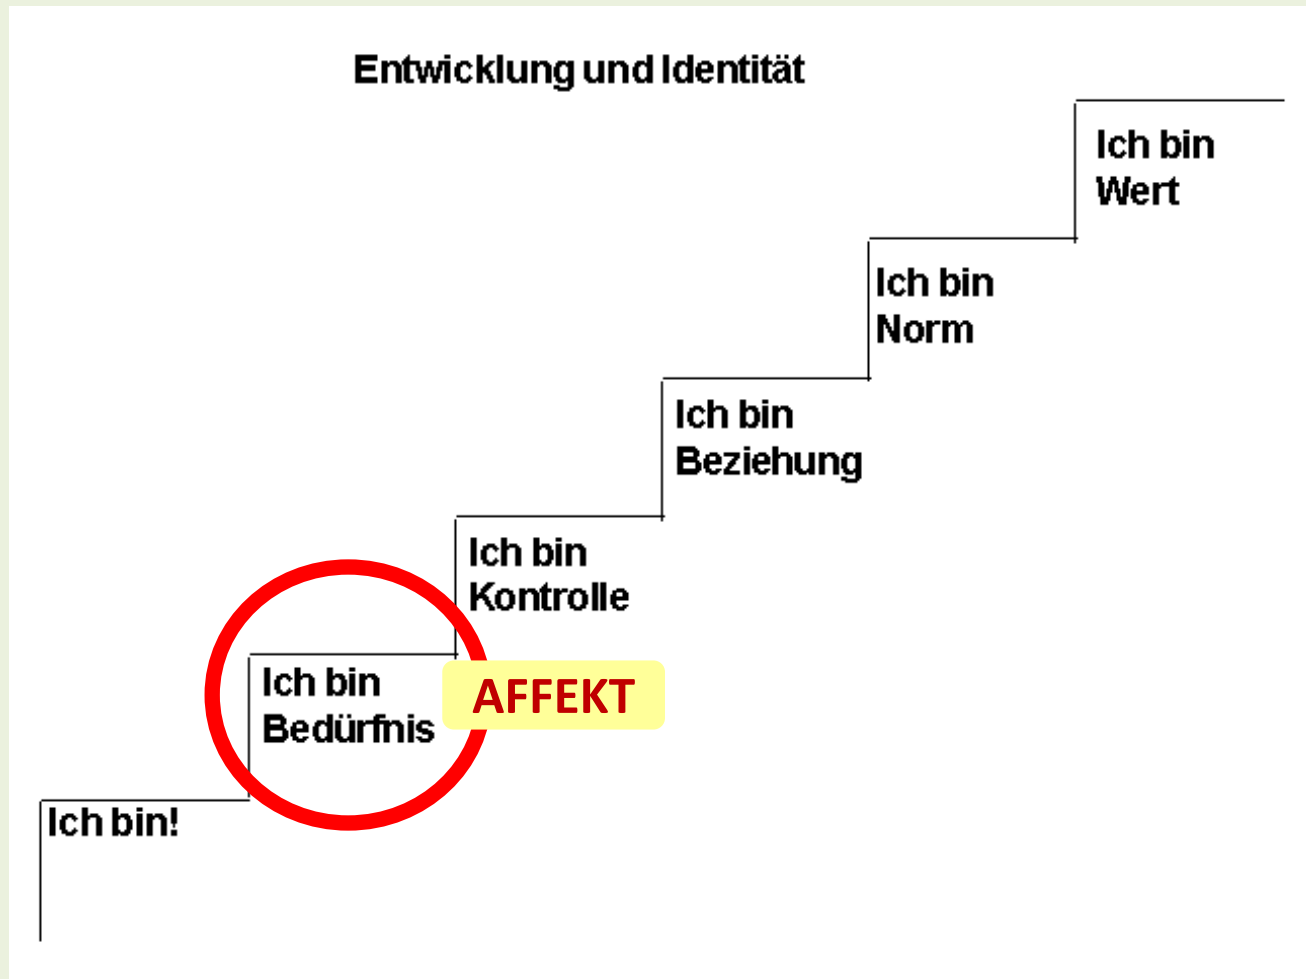 Entwicklung und Identität
Ich bin
Wert
Ich bin
Norm
Ich bin
Beziehung
Ich bin
Kontrolle
Ich bin
Bedürfnis
AFFEKT
Ich bin!